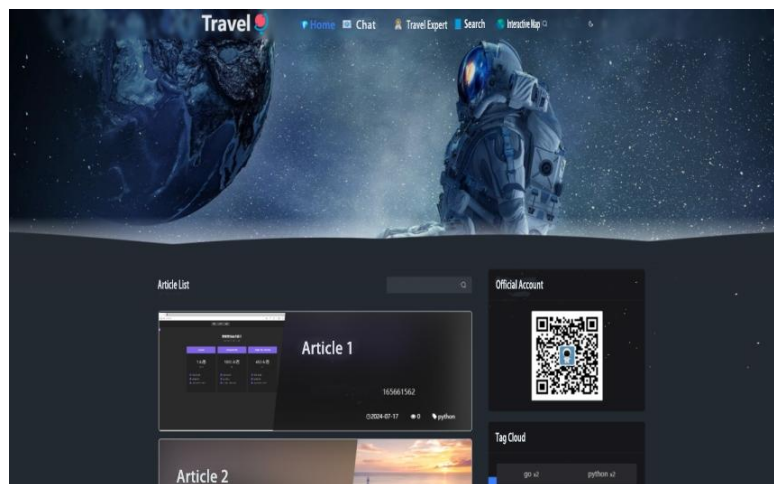 Travel
Home Chat Travel Expert Search Interactive Map
Article List
Official Account
Article 1
165661562
2024-07-17 0 python
Tag Cloud
Article 2
go x2 python x2